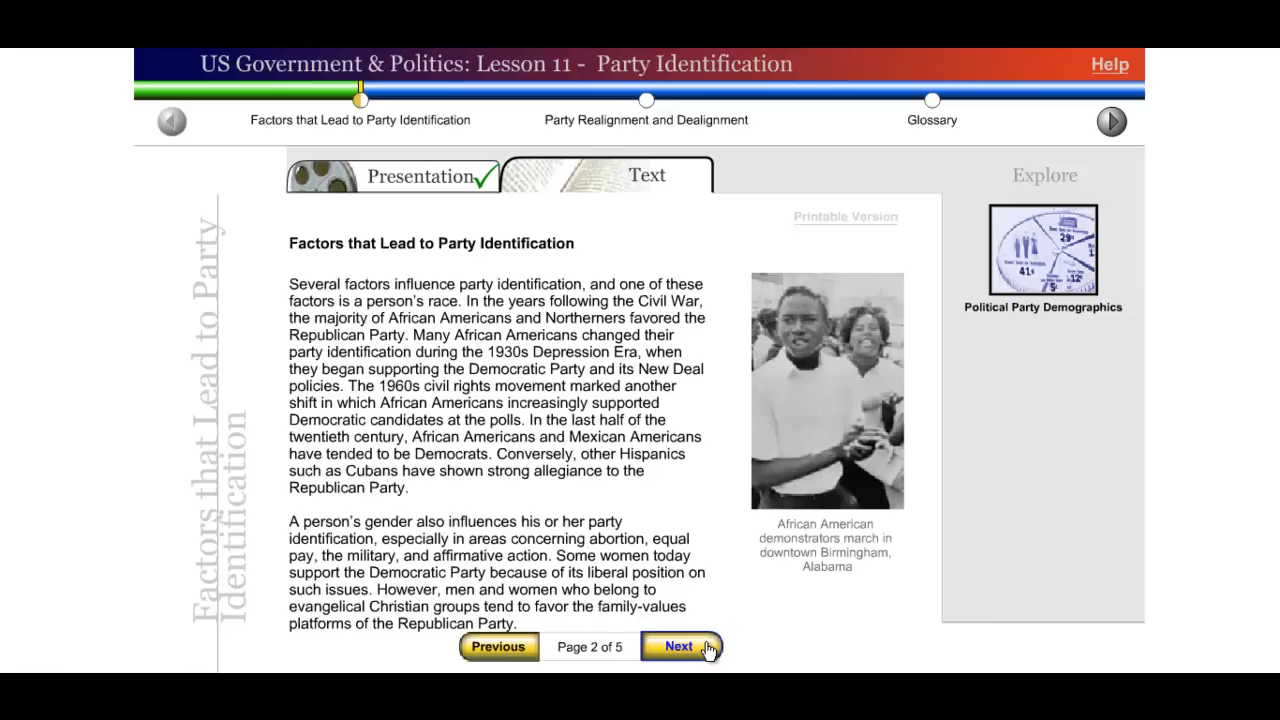 US Government & Politics: Lesson 11 - Party Identification
Help
Factors that Lead to Party Identification
Party Realignment and Dealignment
Glossary
Presentation
Text
Explore
Printable Version
Factors that Lead to Party
Identification
Factors that Lead to Party Identification
Several factors influence party identification, and one of these
factors is a person's race. In the years following the Civil War,
the majority of African Americans and Northerners favored the
Republican Party. Many African Americans changed their
party identification during the 1930s Depression Era, when
they began supporting the Democratic Party and its New Deal
policies. The 1960s civil rights movement marked another
shift in which African Americans increasingly supported
Democratic candidates at the polls. In the last half of the
twentieth century, African Americans and Mexican Americans
have tended to be Democrats. Conversely, other Hispanics
such as Cubans have shown strong allegiance to the
Republican Party.
A person's gender also influences his or her party
identification, especially in areas concerning abortion, equal
pay, the military, and affirmative action. Some women today
support the Democratic Party because of its liberal position on
such issues. However, men and women who belong to
evangelical Christian groups tend to favor the family-values
platforms of the Republican Party.
African American
demonstrators march in
downtown Birmingham,
Alabama
29¢
41¢
12¢
Political Party Demographics
Previous
Page 2 of 5
Next